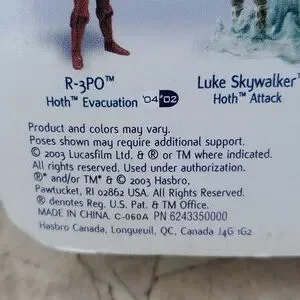 R-3PO™
Hoth™ Evacuation '04 '02
Luke Skywalker™
Hoth™ Attack
Product and colors may vary.
Poses shown may require additional support.
© 2003 Lucasfilm Ltd. & ® or TM where indicated.
All rights reserved. Used under authorization.
®* and/or TM* & © 2003 Hasbro,
Pawtucket, RI 02862 USA. All Rights Reserved.
® denotes Reg. U.S. Pat. & TM Office.
MADE IN CHINA. C-060A PN 6243350000
Hasbro Canada, Longueuil, QC, Canada J4G 1G2